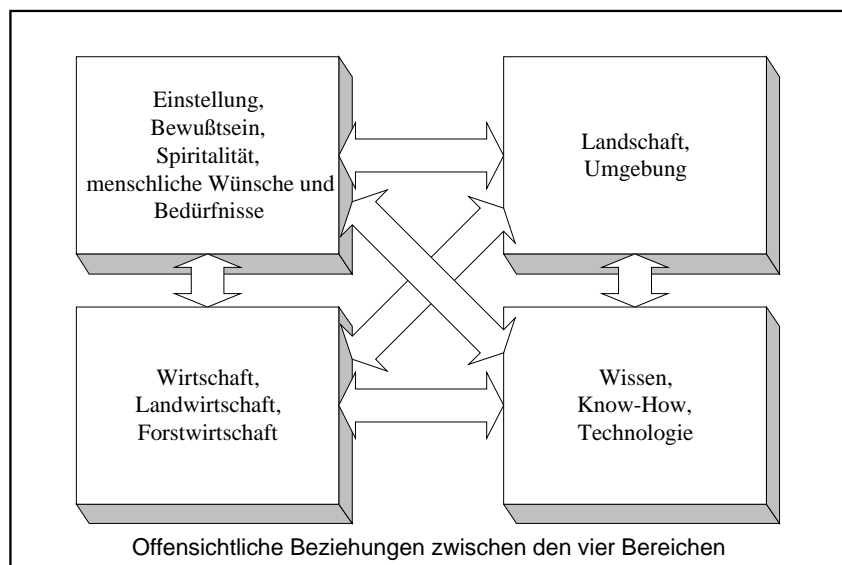 Einstellung,
Bewußtsein,
Spiritalität,
menschliche Wünsche und
Bedürfnisse
Landschaft,
Umgebung
Wirtschaft,
Landwirtschaft,
Forstwirtschaft
Wissen,
Know-How,
Technologie
Offensichtliche Beziehungen zwischen den vier Bereichen